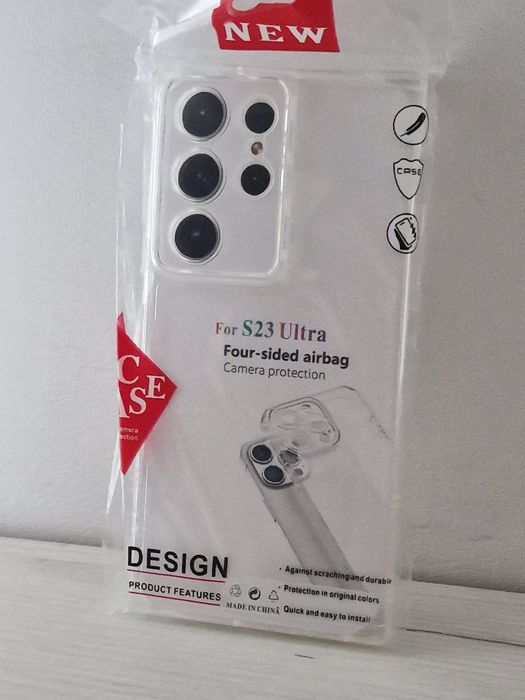 NEW
CASE
For S23 Ultra
Four-sided airbag
Camera protection
C
ASE
DESIGN
PRODUCT FEATURES
MADE IN CHINA
· Against scraching and durable
· Protection in original colors
· Quick and easy to install